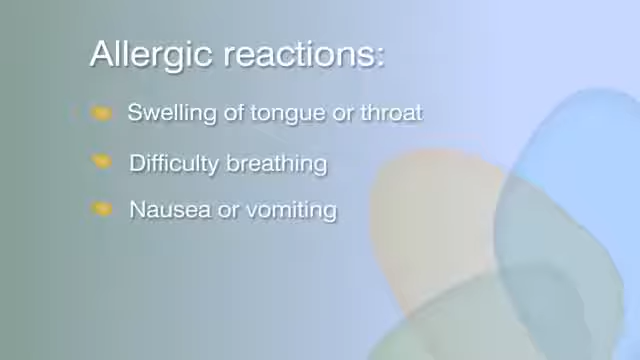 Allergic reactions:
Swelling of tongue or throat
Difficulty breathing
Nausea or vomiting